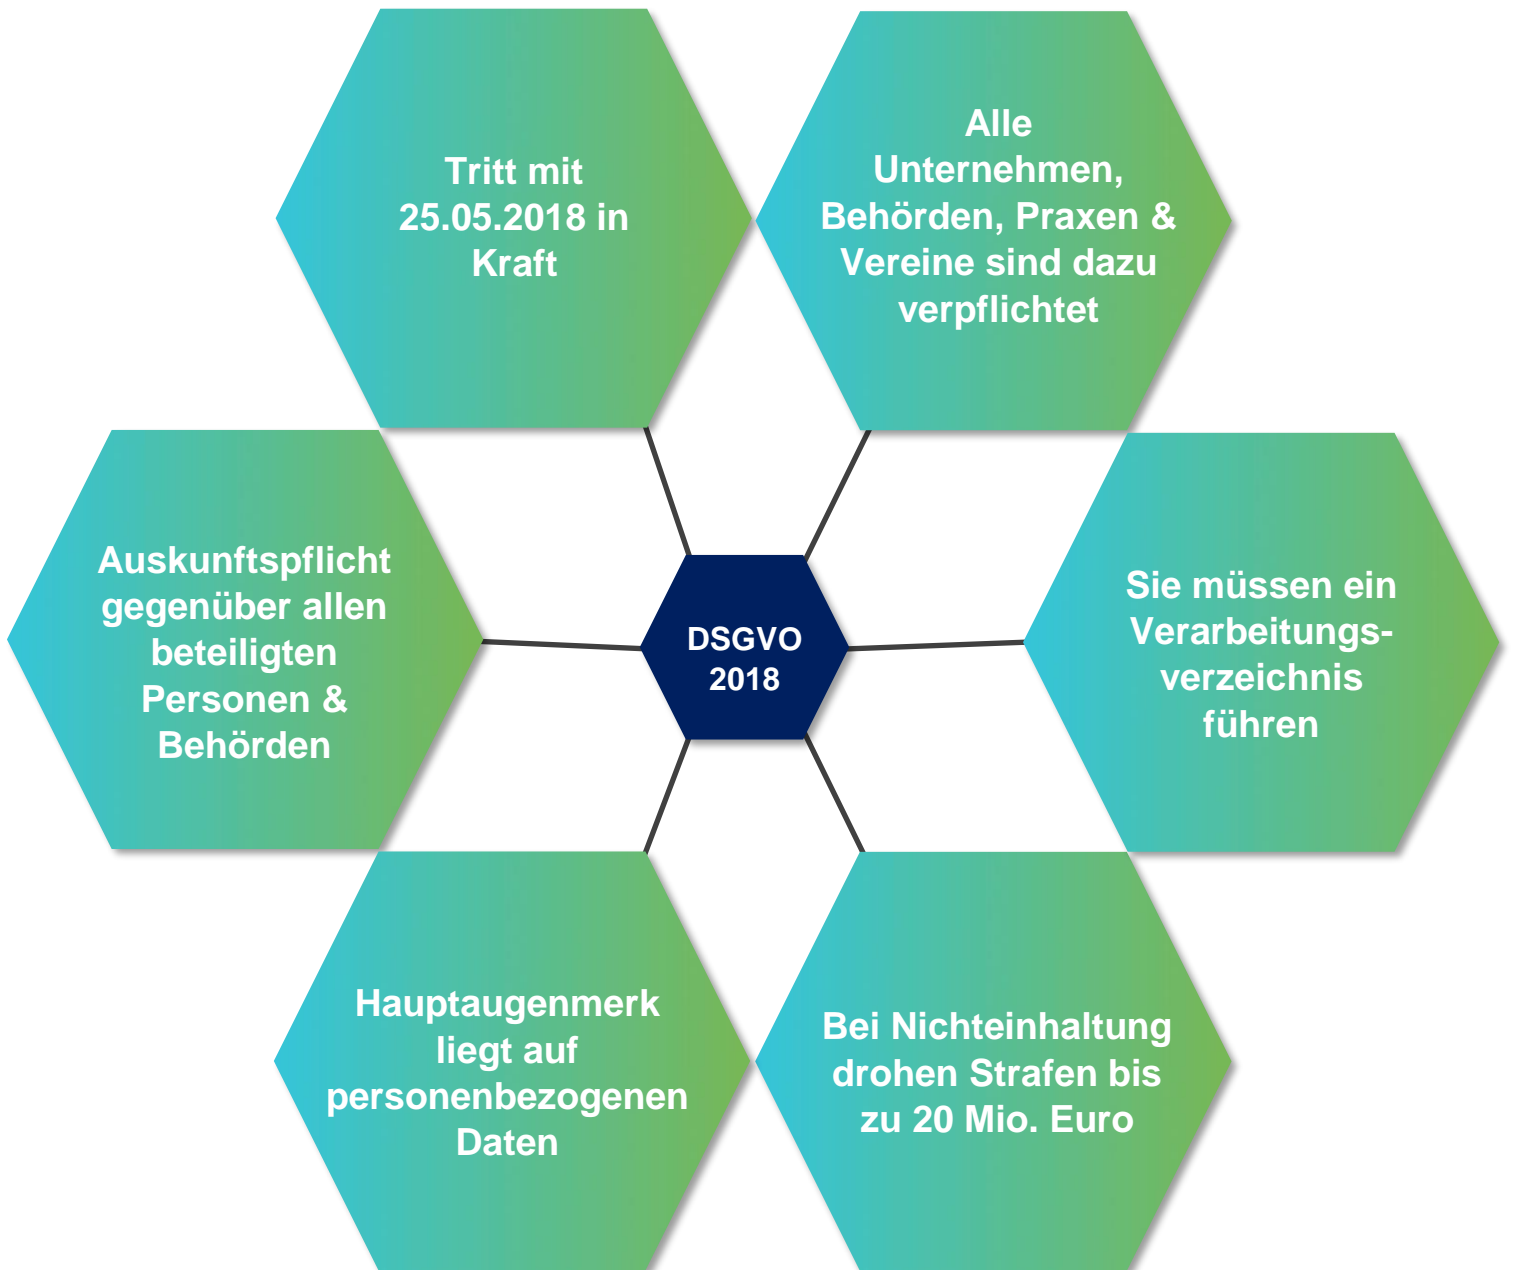 Tritt mit
25.05.2018 in
Kraft
Alle
Unternehmen,
Behörden, Praxen &
Vereine sind dazu
verpflichtet
Auskunftspflicht
gegenüber allen
beteiligten
Personen &
Behörden
DSGVO
2018
Sie müssen ein
Verarbeitungs-
verzeichnis
führen
Hauptaugenmerk
liegt auf
personenbezogenen
Daten
Bei Nichteinhaltung
drohen Strafen bis
zu 20 Mio. Euro